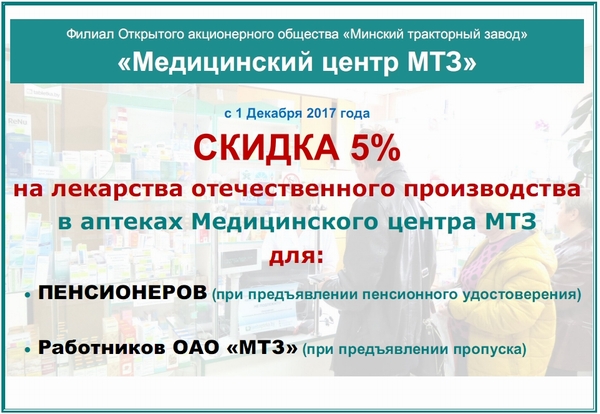 Филиал Открытого акционерного общества «Минский тракторный завод»
«Медицинский центр МТЗ»
с 1 Декабря 2017 года
СКИДКА 5%
на лекарства отечественного производства
в аптеках Медицинского центра МТЗ
для:
• ПЕНСИОНЕРОВ (при предъявлении пенсионного удостоверения)
• Работников ОАО «МТЗ» (при предъявлении пропуска)